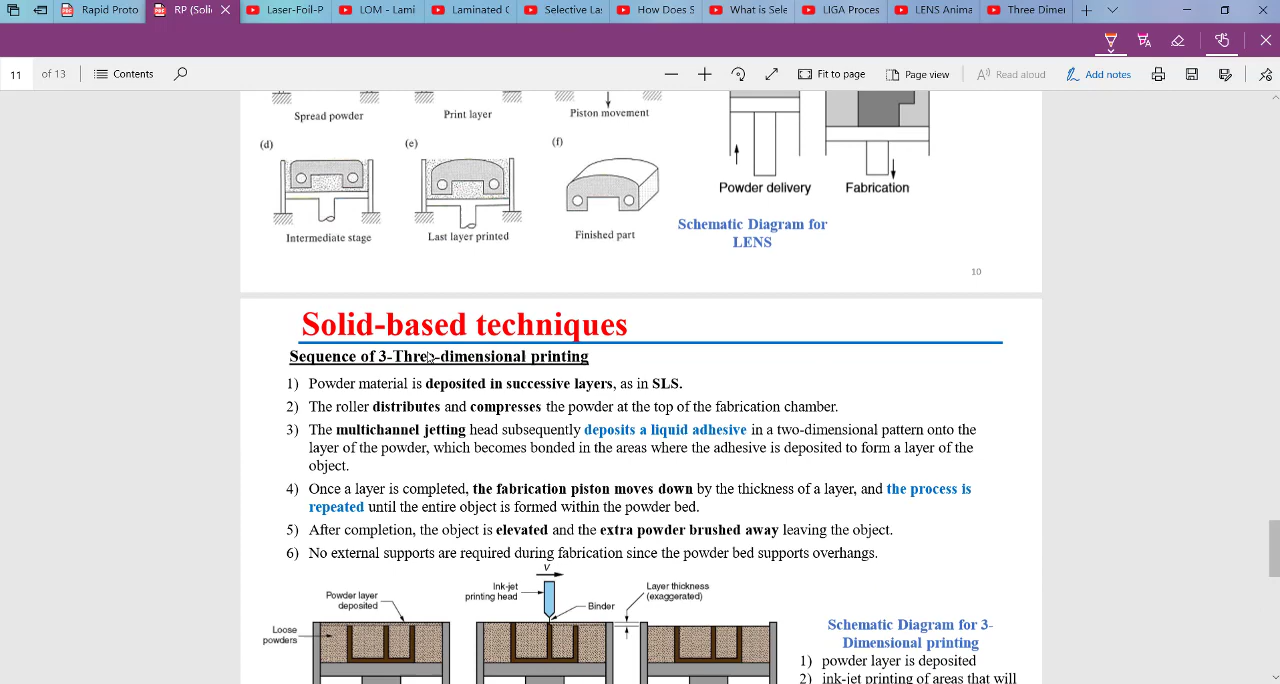 Rapid Proto
RP (Solid
Laser-Foil-P
LOM - Lami
Laminated O
Selective La
How Does S
What is Sele
LIGA Proces
LENS Anima
Three Dimer
11 of 13
Contents
Fit to page
Page view
Read aloud
Add notes
Spread powder
Print layer
Piston movement
(d)
(e)
(f)
Intermediate stage
Last layer printed
Finished part
Powder delivery
Fabrication
Schematic Diagram for
LENS
10
Solid-based techniques
Sequence of 3-Three-dimensional printing
1) Powder material is deposited in successive layers, as in SLS.
2) The roller distributes and compresses the powder at the top of the fabrication chamber.
3) The multichannel jetting head subsequently deposits a liquid adhesive in a two-dimensional pattern onto the
layer of the powder, which becomes bonded in the areas where the adhesive is deposited to form a layer of the
object.
4) Once a layer is completed, the fabrication piston moves down by the thickness of a layer, and the process is
repeated until the entire object is formed within the powder bed.
5) After completion, the object is elevated and the extra powder brushed away leaving the object.
6) No external supports are required during fabrication since the powder bed supports overhangs.
Powder layer
deposited
Loose
powders
v
Ink-jet
printing head
Binder
Layer thickness
(exaggerated)
Schematic Diagram for 3-
Dimensional printing
1) powder layer is deposited
2) ink-jet printing of areas that will